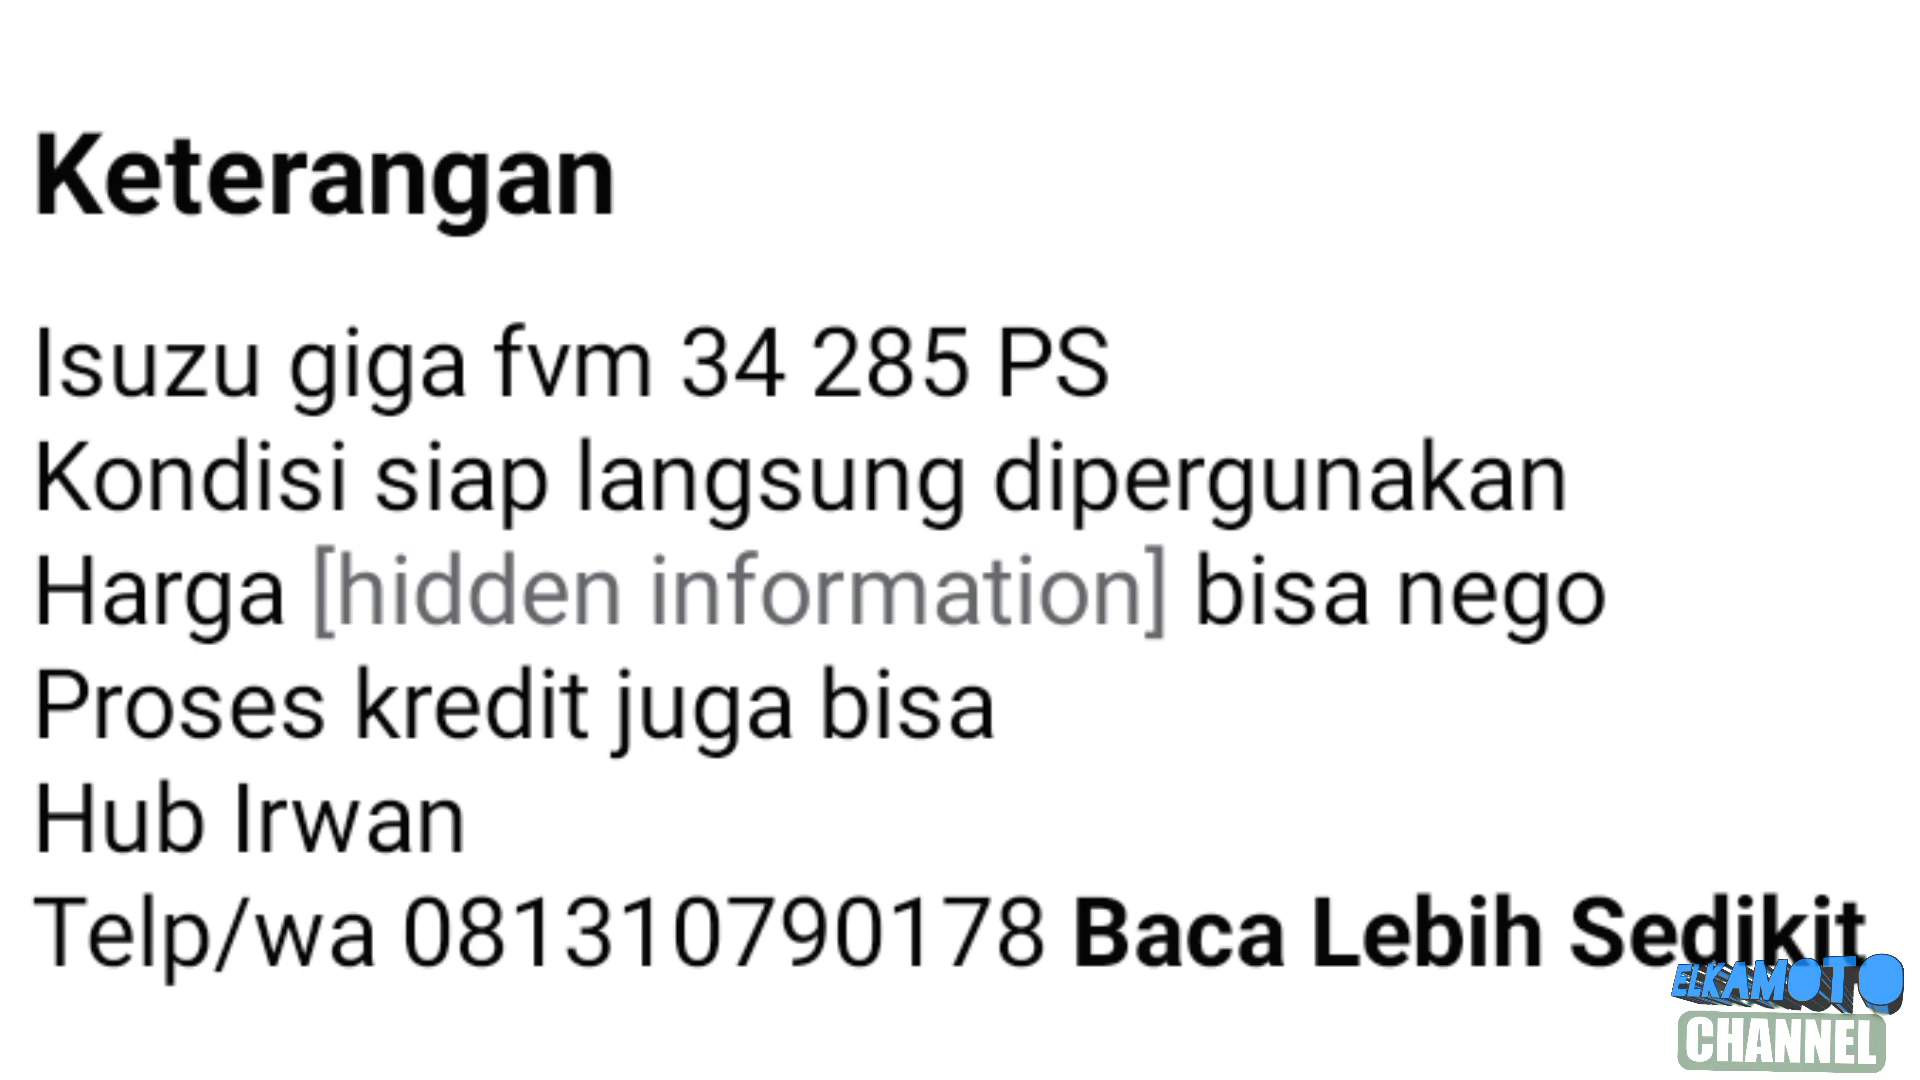 Keterangan
Isuzu giga fvm 34 285 PS
Kondisi siap langsung dipergunakan
Harga [hidden information] bisa nego
Proses kredit juga bisa
Hub Irwan
Telp/wa 081310790178 Baca Lebih Sedikit
ELKAMOTO
CHANNEL